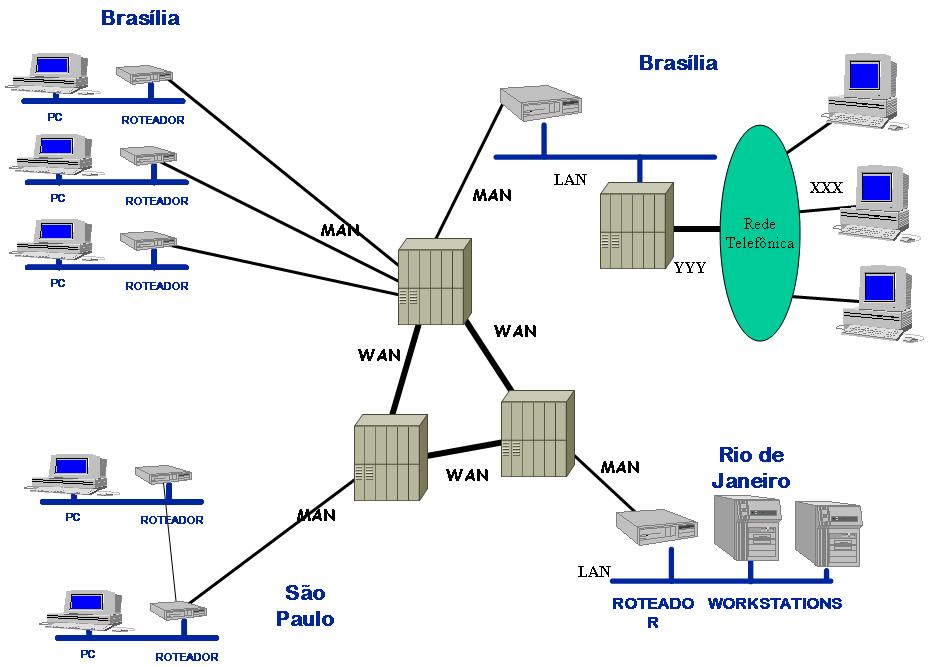 Brasília
PC
ROTEADOR
PC
ROTEADOR
PC
ROTEADOR
MAN
MAN
Brasília
LAN
YYY
Rede
Telefônica
XXX
WAN
WAN
WAN
MAN
MAN
PC
ROTEADOR
PC
ROTEADOR
São
Paulo
Rio de
Janeiro
LAN
ROTEADO
R
WORKSTATIONS